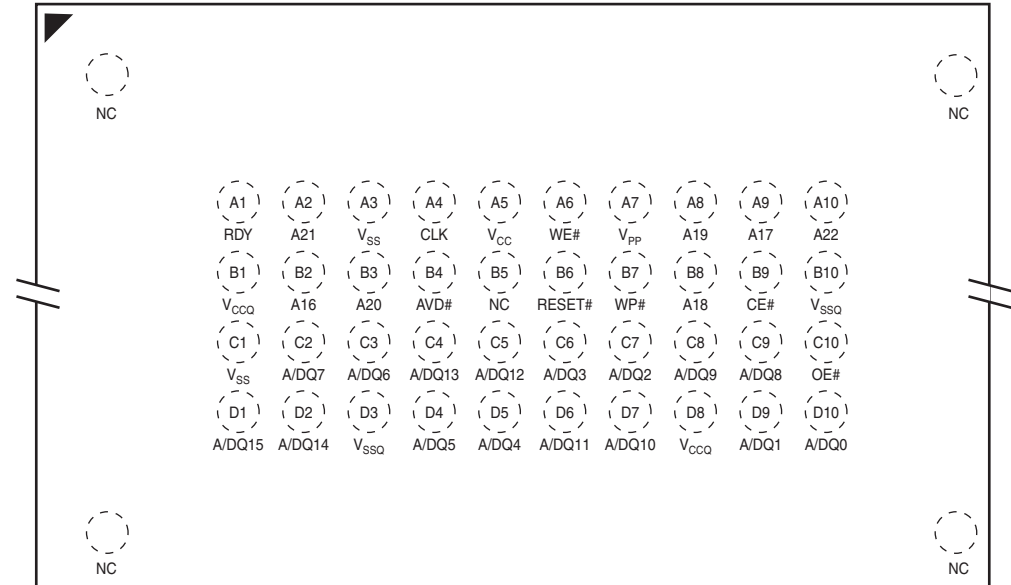 NC NC
A1 A2 A3 A4 A5 A6 A7 A8 A9 A10
RDY A21 VSS CLK VCC WE# VPP A19 A17 A22
B1 B2 B3 B4 B5 B6 B7 B8 B9 B10
VCCQ A16 A20 AVD# NC RESET# WP# A18 CE# VSSQ
C1 C2 C3 C4 C5 C6 C7 C8 C9 C10
VSS A/DQ7 A/DQ6 A/DQ13 A/DQ12 A/DQ3 A/DQ2 A/DQ9 A/DQ8 OE#
D1 D2 D3 D4 D5 D6 D7 D8 D9 D10
A/DQ15 A/DQ14 VSSQ A/DQ5 A/DQ4 A/DQ11 A/DQ10 VCCQ A/DQ1 A/DQ0
NC NC